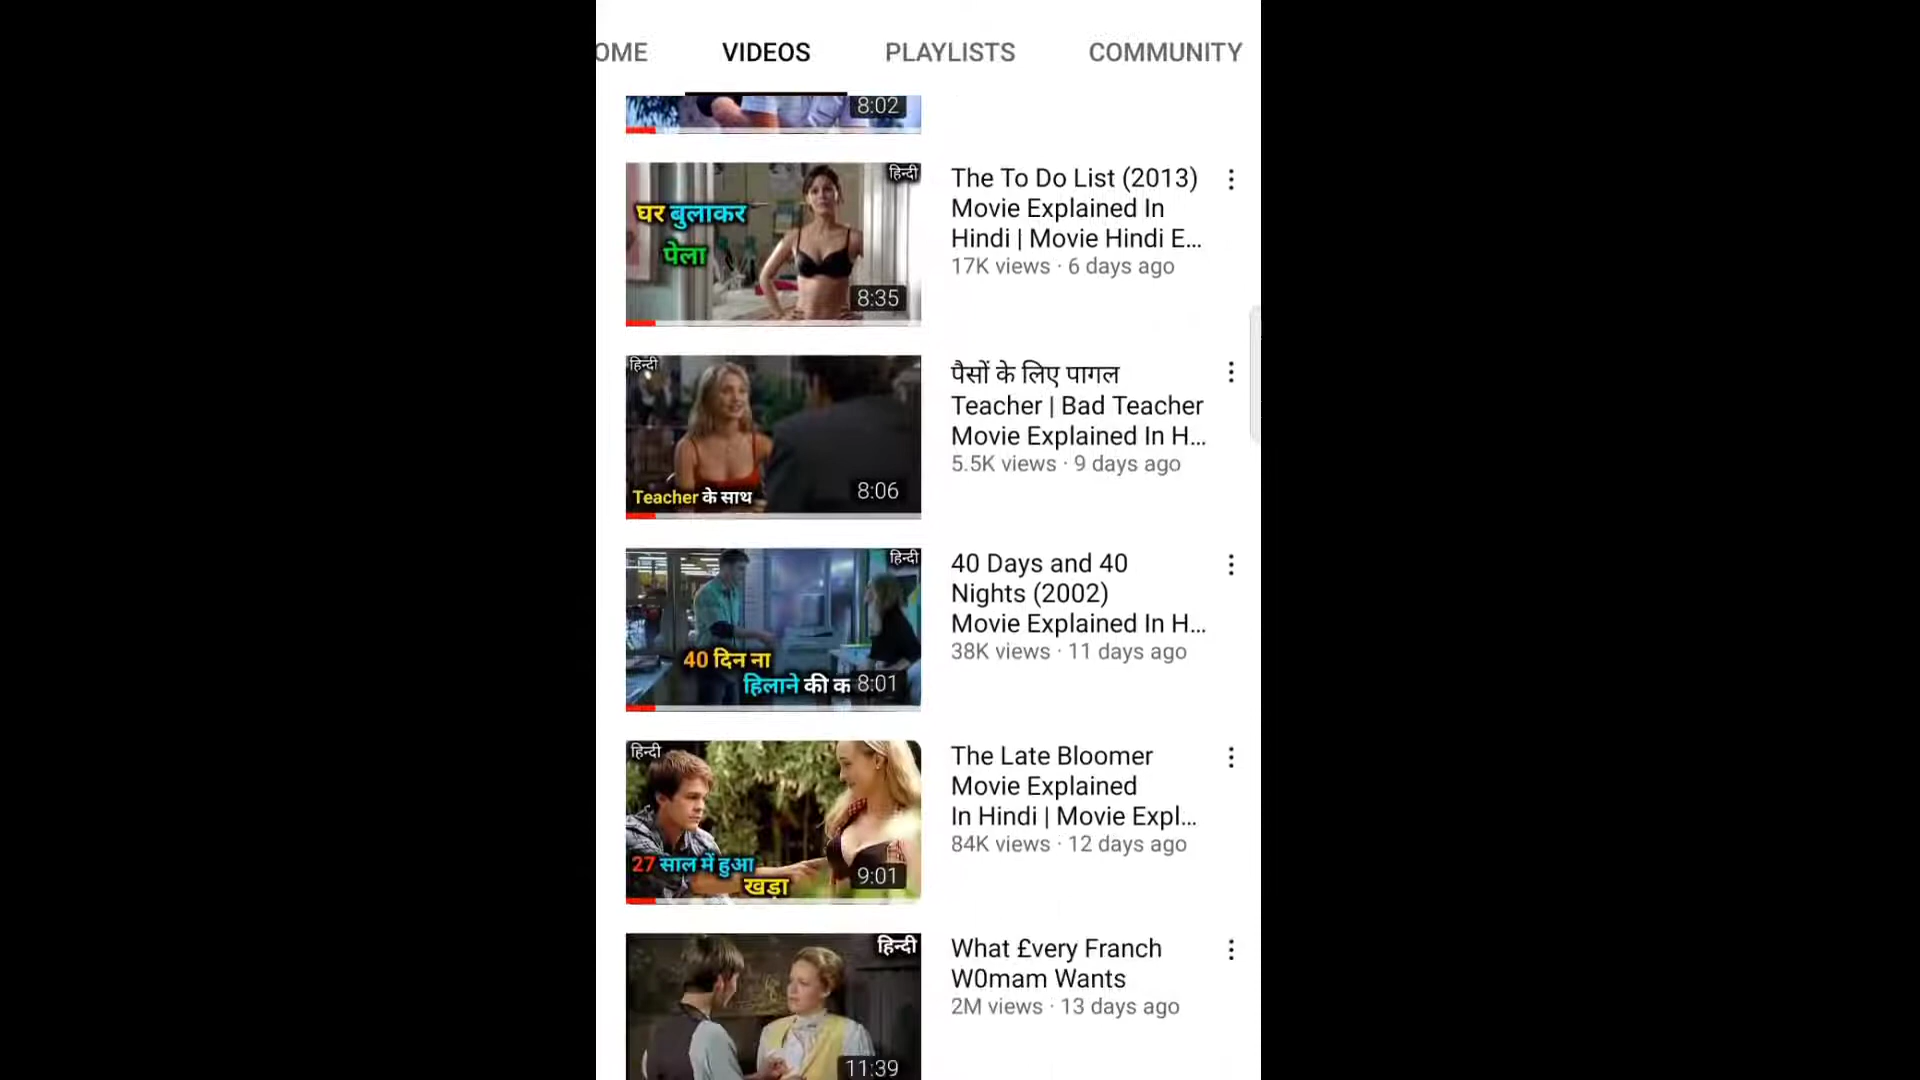 OME VIDEOS PLAYLISTS COMMUNITY
8:02
हिन्दी
घर बुलाकर
पेला
8:35
The To Do List (2013)
Movie Explained In
Hindi | Movie Hindi E...
17K views · 6 days ago
हिन्दी
Teacher के साथ
8:06
पैसों के लिए पागल
Teacher | Bad Teacher
Movie Explained In H...
5.5K views · 9 days ago
हिन्दी
40 दिन ना
हिलाने की क
8:01
40 Days and 40
Nights (2002)
Movie Explained In H...
38K views · 11 days ago
हिन्दी
27 साल में हुआ
खड़ा
9:01
The Late Bloomer
Movie Explained
In Hindi | Movie Expl...
84K views · 12 days ago
हिन्दी
11:39
What £very Franch
W0mam Wants
2M views · 13 days ago